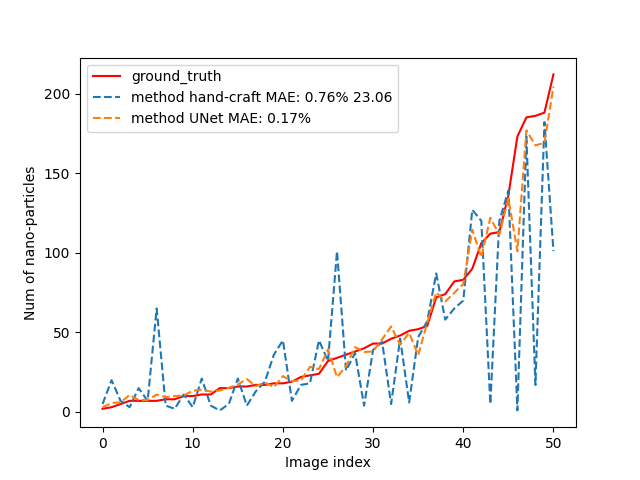 ground_truth
method hand-craft MAE: 0.76% 23.06
method UNet MAE: 0.17%
Num of nano-particles
200
150
100
50
0
0 10 20 30 40 50
Image index